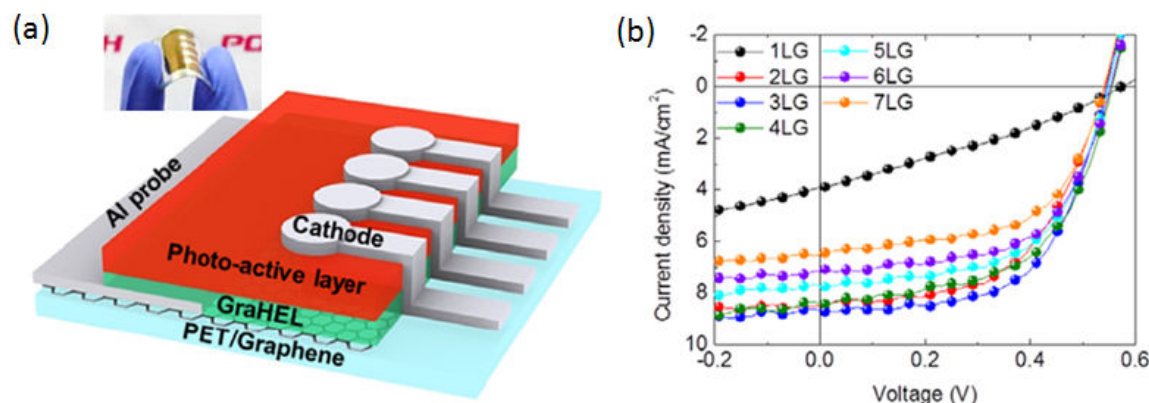 (a)
H
PO
Al probe
Cathode
Photo-active layer
GraHEL
PET/Graphene
(b)
-2
0
2
4
6
8
10
Current density (mA/cm²)
1LG
5LG
2LG
6LG
3LG
7LG
4LG
-0.2
0.0
0.2
0.4
0.6
Voltage (V)